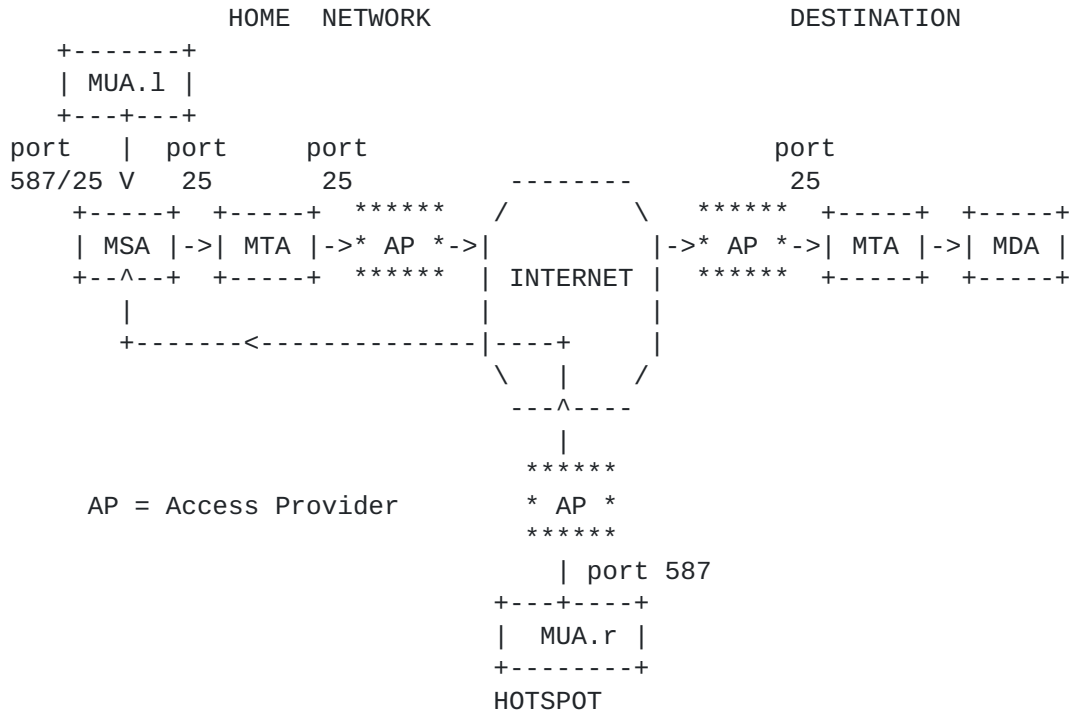 HOME NETWORK DESTINATION
MUA.l
port port port port
587/25 V 25 25 25
MSA MTA AP AP MTA MDA
INTERNET
AP = Access Provider AP
port 587
MUA.r
HOTSPOT